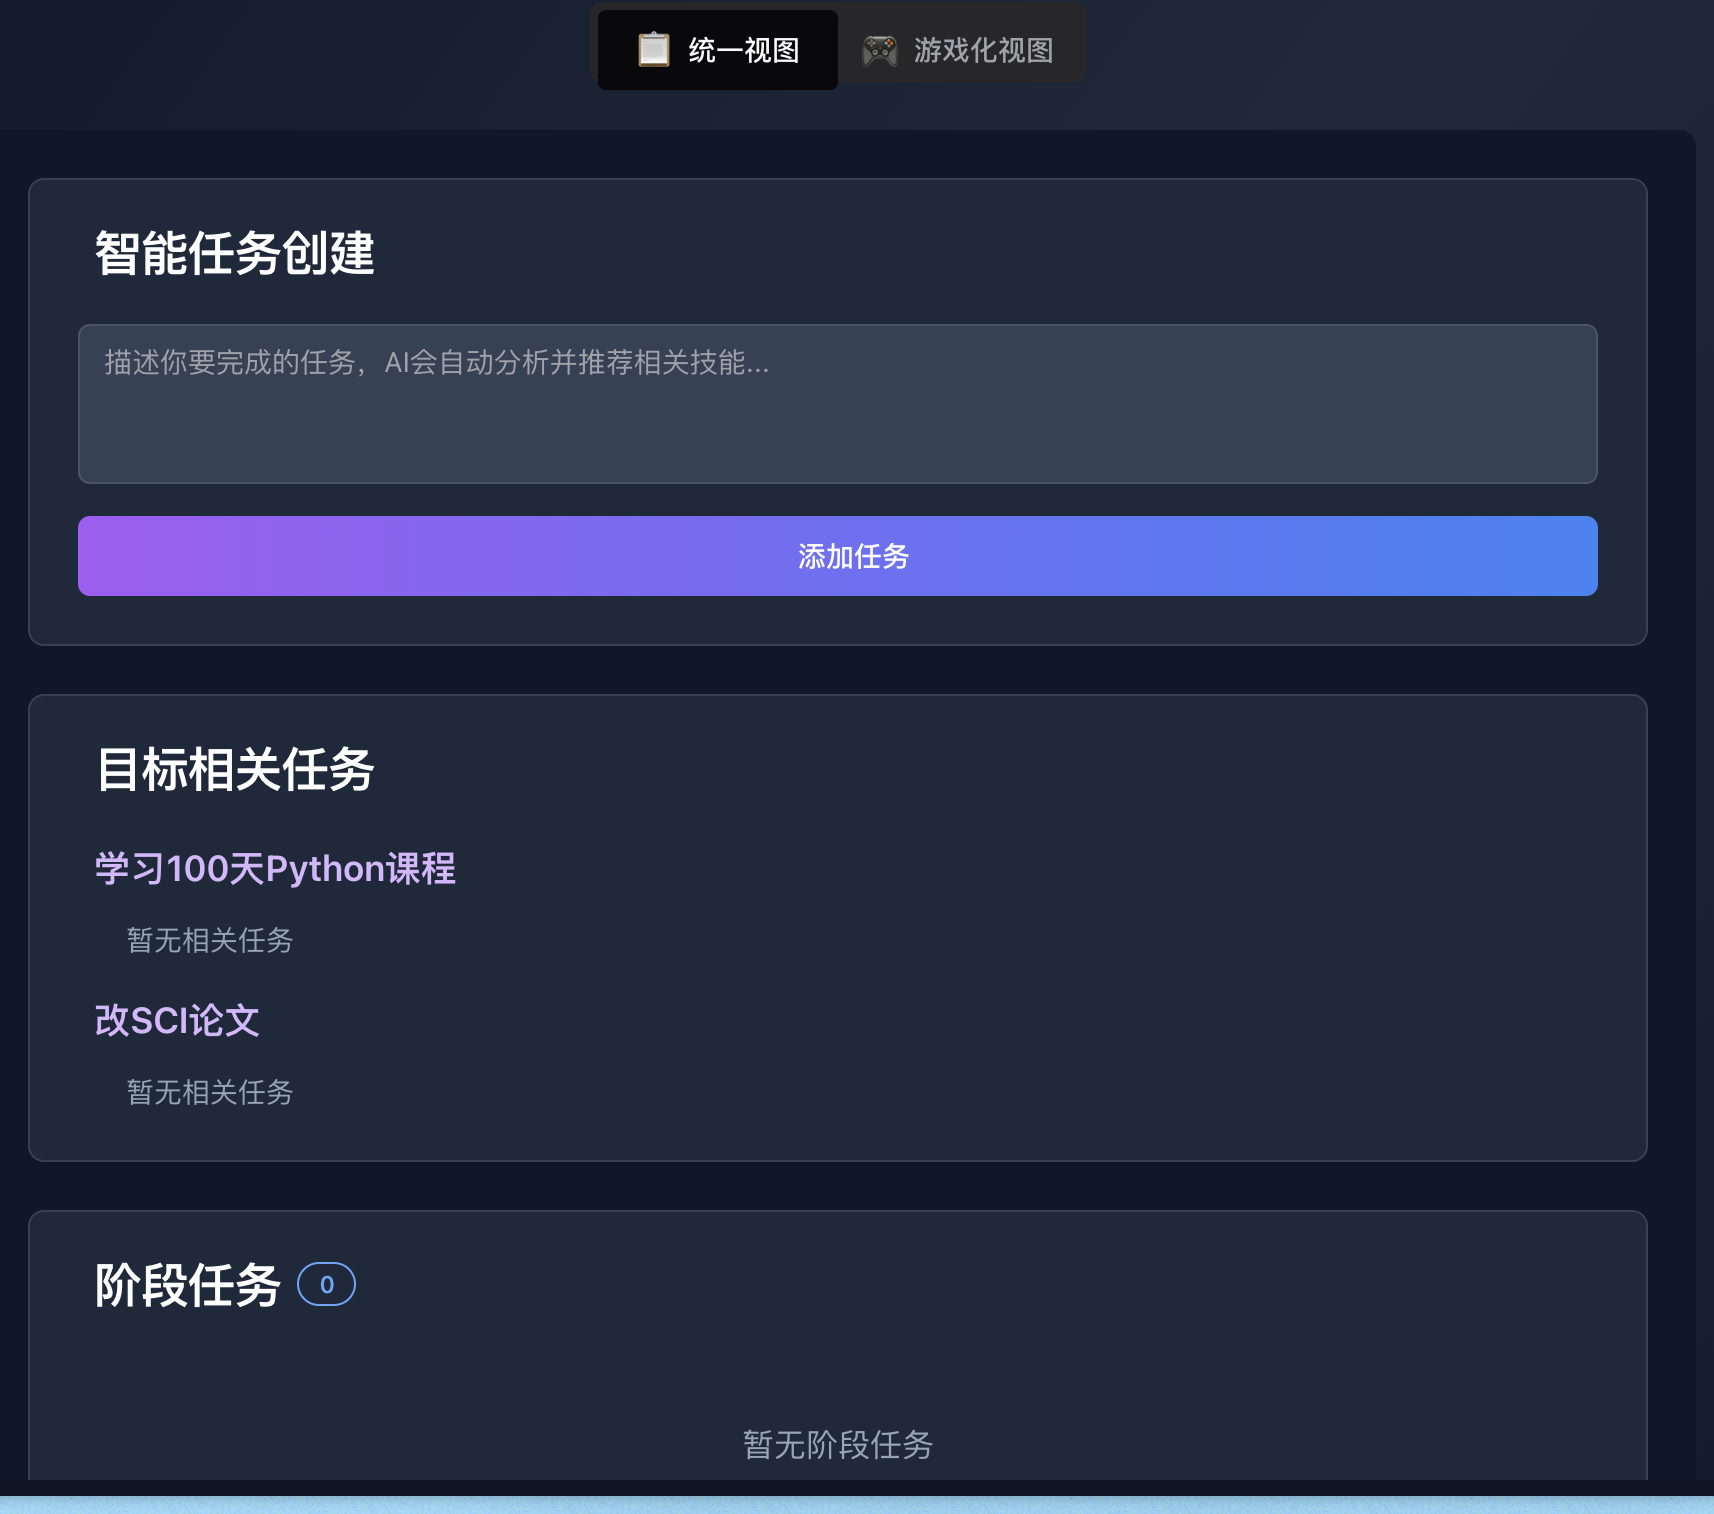 统一视图
游戏化视图
智能任务创建
描述你要完成的任务，AI会自动分析并推荐相关技能...
添加任务
目标相关任务
学习100天Python课程
暂无相关任务
改SCI论文
暂无相关任务
阶段任务 0
暂无阶段任务